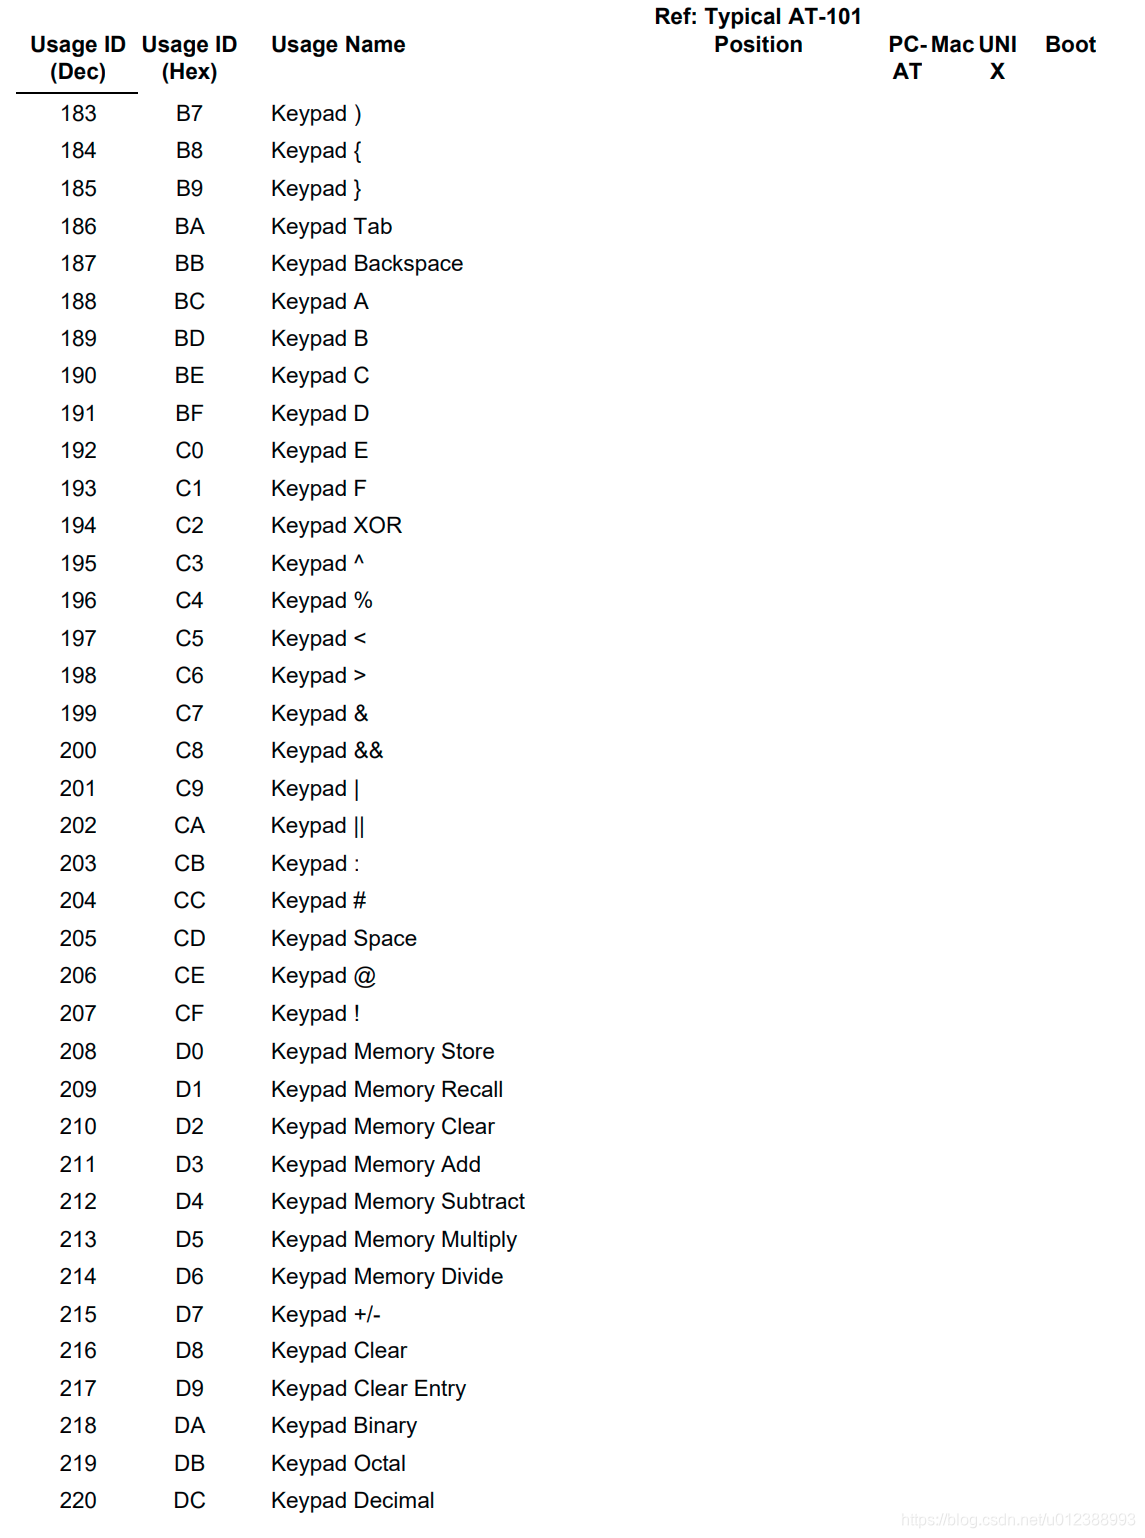 Ref: Typical AT-101
Usage ID Usage ID Usage Name Position PC- Mac UNI Boot
(Dec) (Hex) AT X
183 B7 Keypad )
184 B8 Keypad {
185 B9 Keypad }
186 BA Keypad Tab
187 BB Keypad Backspace
188 BC Keypad A
189 BD Keypad B
190 BE Keypad C
191 BF Keypad D
192 C0 Keypad E
193 C1 Keypad F
194 C2 Keypad XOR
195 C3 Keypad ^
196 C4 Keypad %
197 C5 Keypad <
198 C6 Keypad >
199 C7 Keypad &
200 C8 Keypad &&
201 C9 Keypad |
202 CA Keypad ||
203 CB Keypad :
204 CC Keypad #
205 CD Keypad Space
206 CE Keypad @
207 CF Keypad !
208 D0 Keypad Memory Store
209 D1 Keypad Memory Recall
210 D2 Keypad Memory Clear
211 D3 Keypad Memory Add
212 D4 Keypad Memory Subtract
213 D5 Keypad Memory Multiply
214 D6 Keypad Memory Divide
215 D7 Keypad +/-
216 D8 Keypad Clear
217 D9 Keypad Clear Entry
218 DA Keypad Binary
219 DB Keypad Octal
220 DC Keypad Decimal
https://blog.csdn.net/u012388993